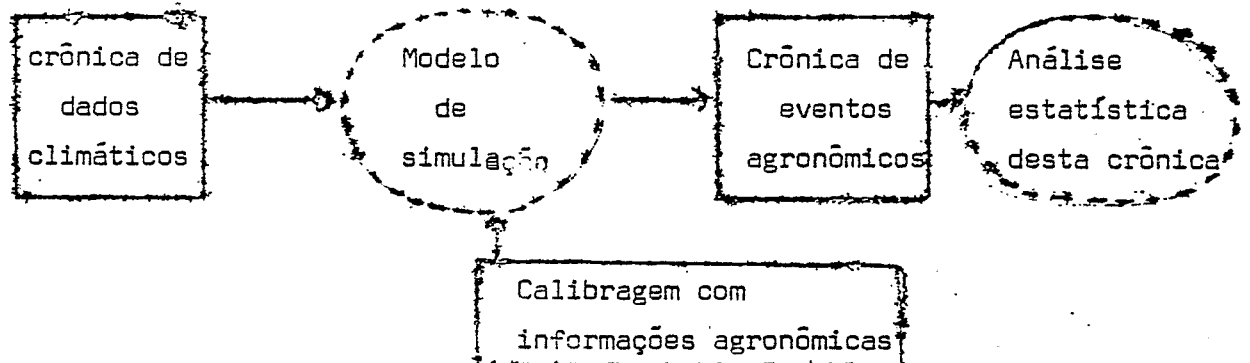 crônica de
dados
climáticos
Modelo
de
simulação
Crônica de
eventos
agronômicos
Análise
estatística
desta crônica
Calibragem com
informações agronômicas